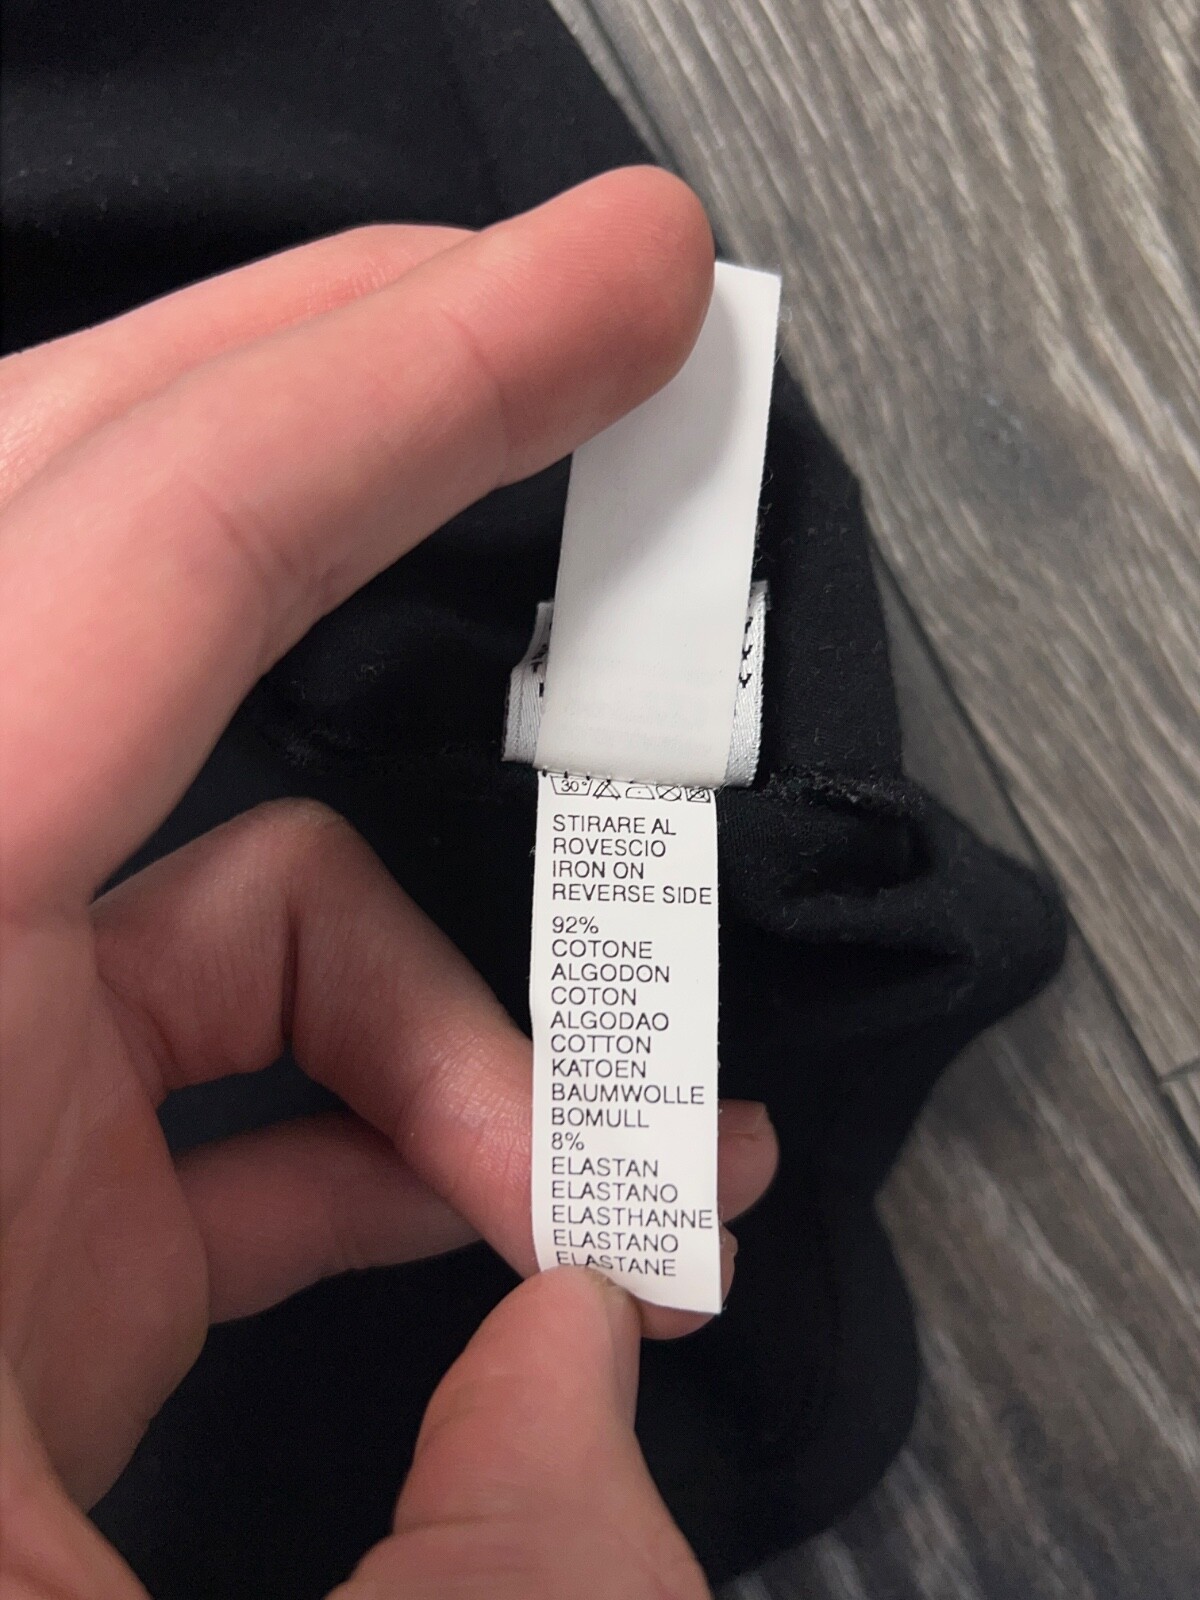 30°
STIRARE AL
ROVESCIO
IRON ON
REVERSE SIDE
92%
COTONE
ALGODON
COTON
ALGODAO
COTTON
KATOEN
BAUMWOLLE
BOMULL
8%
ELASTAN
ELASTANO
ELASTHANNE
ELASTANO
ELASTANE